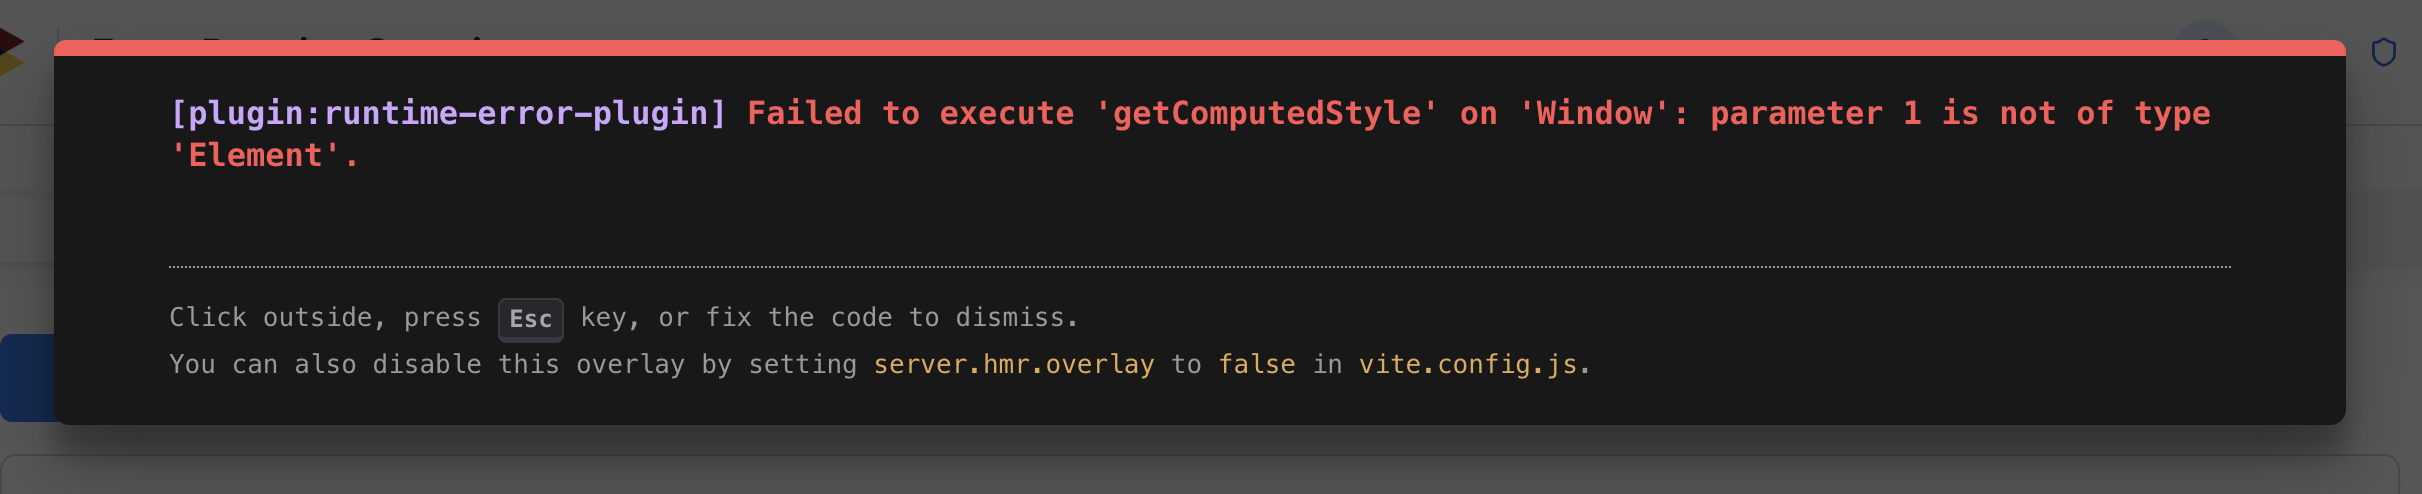 [plugin:runtime-error-plugin] Failed to execute 'getComputedStyle' on 'Window': parameter 1 is not of type
'Element'.
Click outside, press Esc key, or fix the code to dismiss.
You can also disable this overlay by setting server.hmr.overlay to false in vite.config.js.